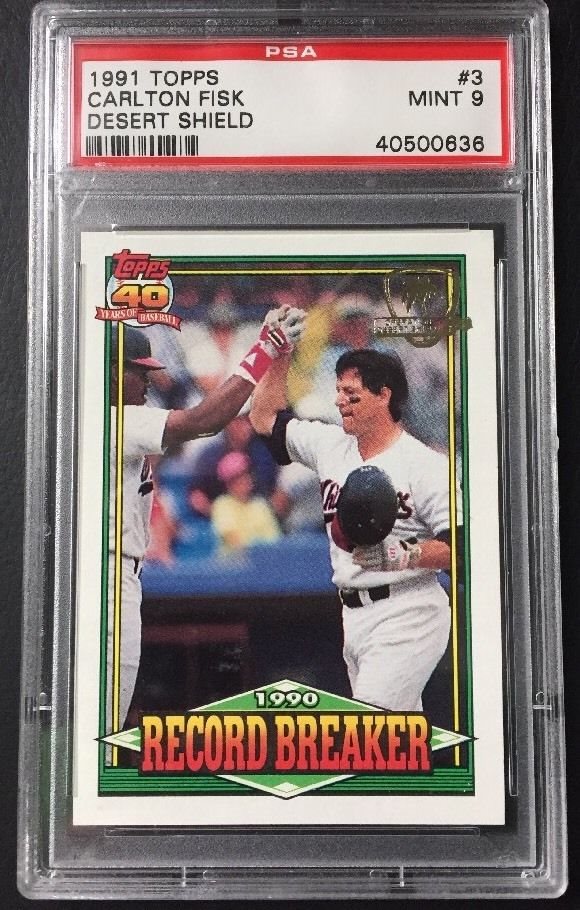 PSA
1991 TOPPS #3
CARLTON FISK MINT 9
DESERT SHIELD
40500636
Topps
40
YEARS OF BASEBALL
1990
RECORD BREAKER